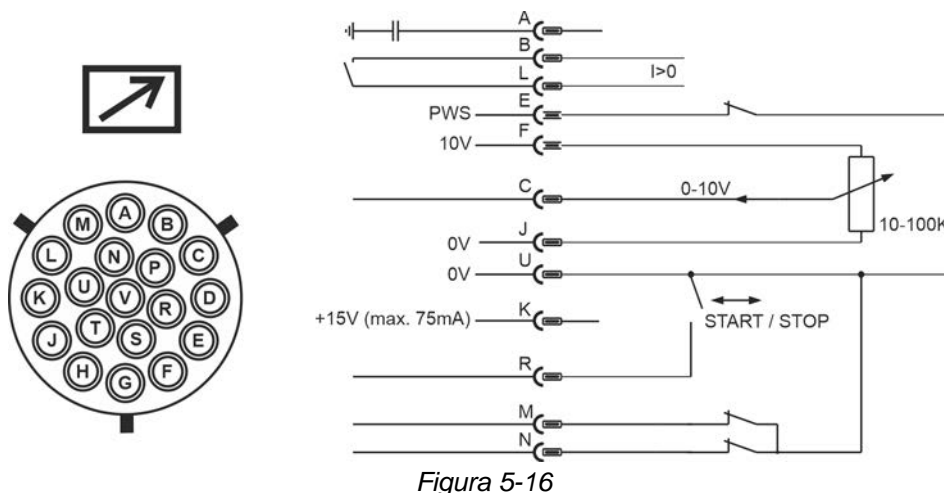 A
B
L
I>0
E
PWS
F
10V
C
0-10V
10-100K
J
0V
U
0V
K
+15V (max. 75mA)
START / STOP
R
M
N
A
M
B
L
N
P
C
K
U
V
D
R
J
T
S
E
H
G
F
Figura 5-16